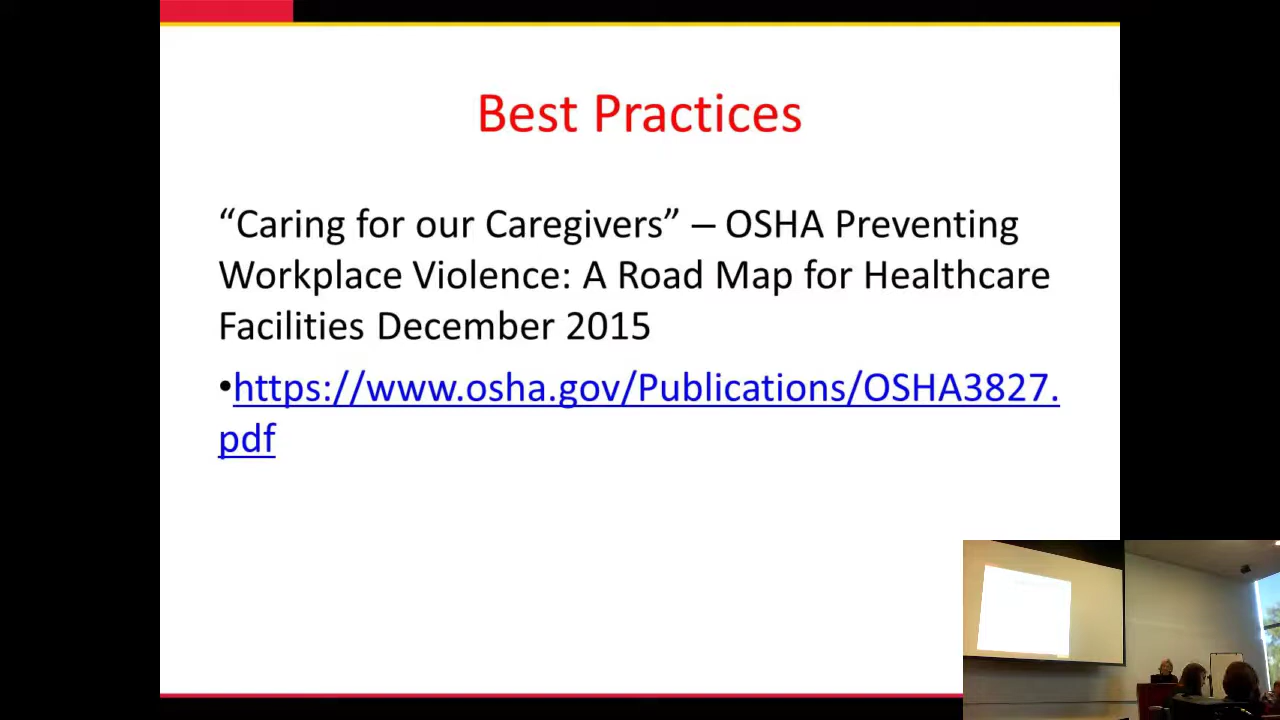 Best Practices
“Caring for our Caregivers” – OSHA Preventing
Workplace Violence: A Road Map for Healthcare
Facilities December 2015
•https://www.osha.gov/Publications/OSHA3827.
pdf